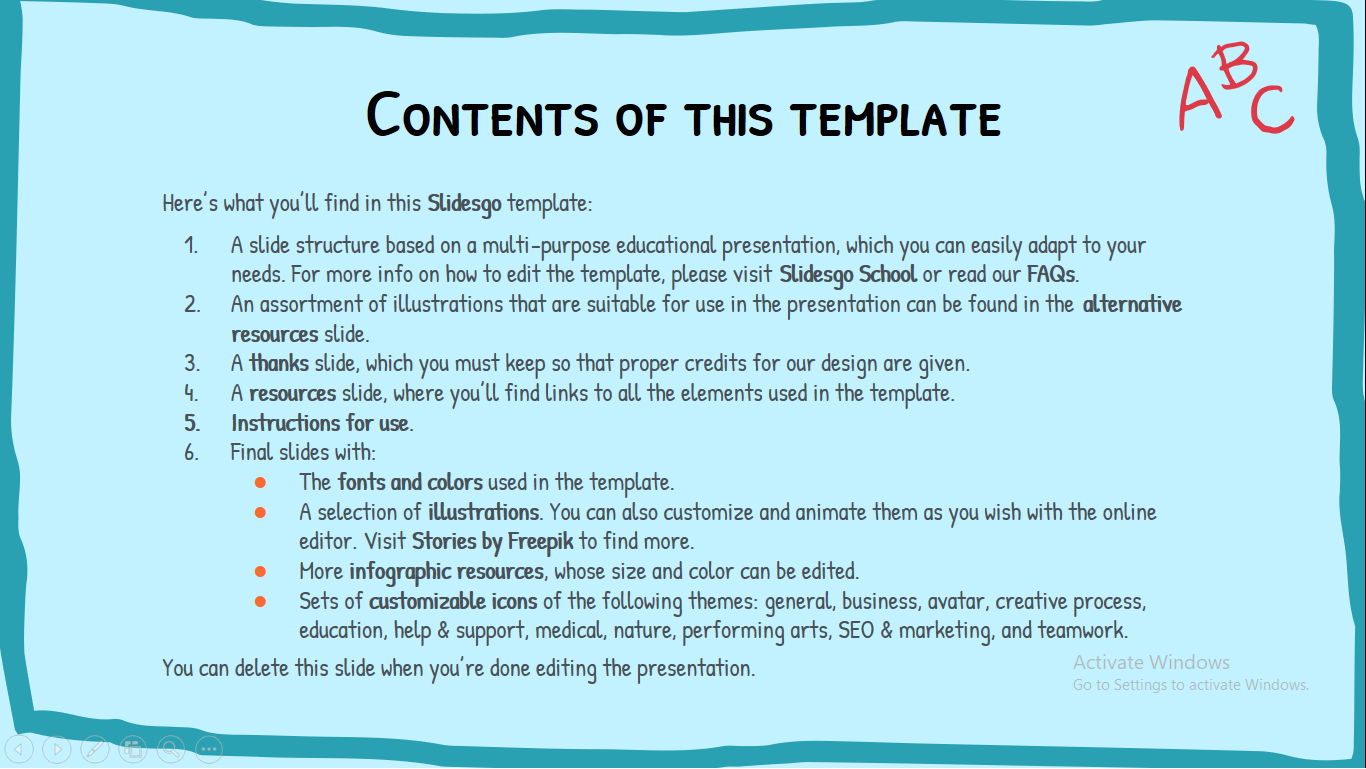 A B C
Contents of this template
Here's what you'll find in this Slidesgo template:
1. A slide structure based on a multi-purpose educational presentation, which you can easily adapt to your
needs. For more info on how to edit the template, please visit Slidesgo School or read our FAQs.
2. An assortment of illustrations that are suitable for use in the presentation can be found in the alternative
resources slide.
3. A thanks slide, which you must keep so that proper credits for our design are given.
4. A resources slide, where you'll find links to all the elements used in the template.
5. Instructions for use.
6. Final slides with:
● The fonts and colors used in the template.
● A selection of illustrations. You can also customize and animate them as you wish with the online
editor. Visit Stories by Freepik to find more.
● More infographic resources, whose size and color can be edited.
● Sets of customizable icons of the following themes: general, business, avatar, creative process,
education, help & support, medical, nature, performing arts, SEO & marketing, and teamwork.
You can delete this slide when you're done editing the presentation.
Activate Windows
Go to Settings to activate Windows.